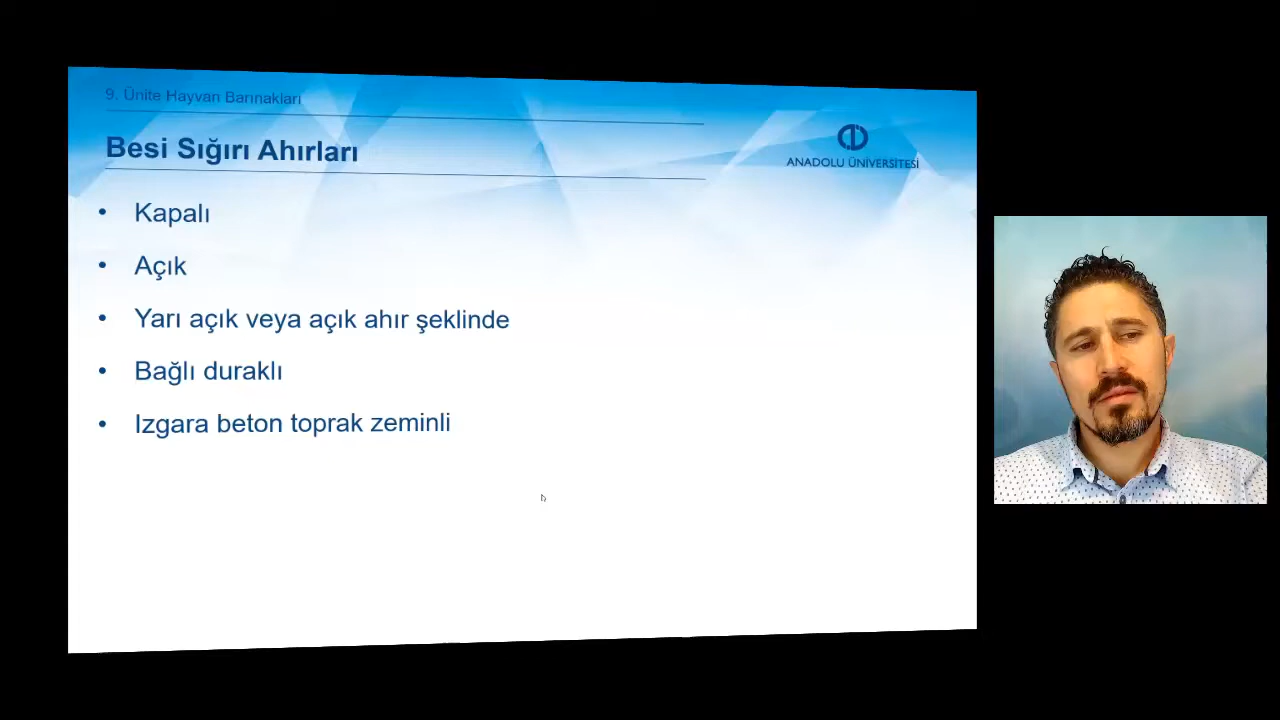 9. Ünite Hayvan Barınakları
Besi Sığırı Ahırları
ANADOLU ÜNİVERSİTESİ
• Kapalı
• Açık
• Yarı açık veya açık ahır şeklinde
• Bağlı duraklı
• Izgara beton toprak zeminli